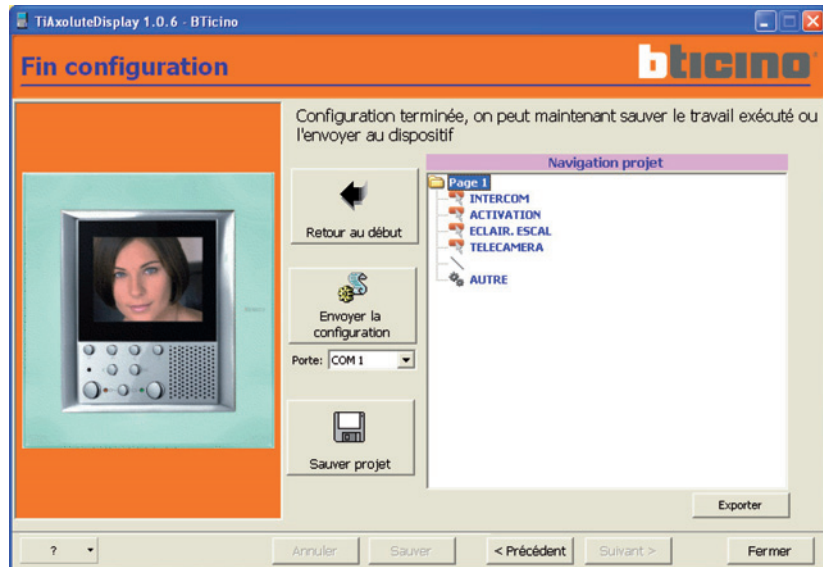 TiAxoluteDisplay 1.0.6 - BTicino
Fin configuration
bticino
Configuration terminée, on peut maintenant sauver le travail exécuté ou
l'envoyer au dispositif
Retour au début
Envoyer la
configuration
Porte: COM 1
Sauver projet
Navigation projet
Page 1
INTERCOM
ACTIVATION
ECLAIR. ESCAL
TELECAMERA
AUTRE
Exporter
?
Annuler
Sauver
< Précédent
Suivant >
Fermer